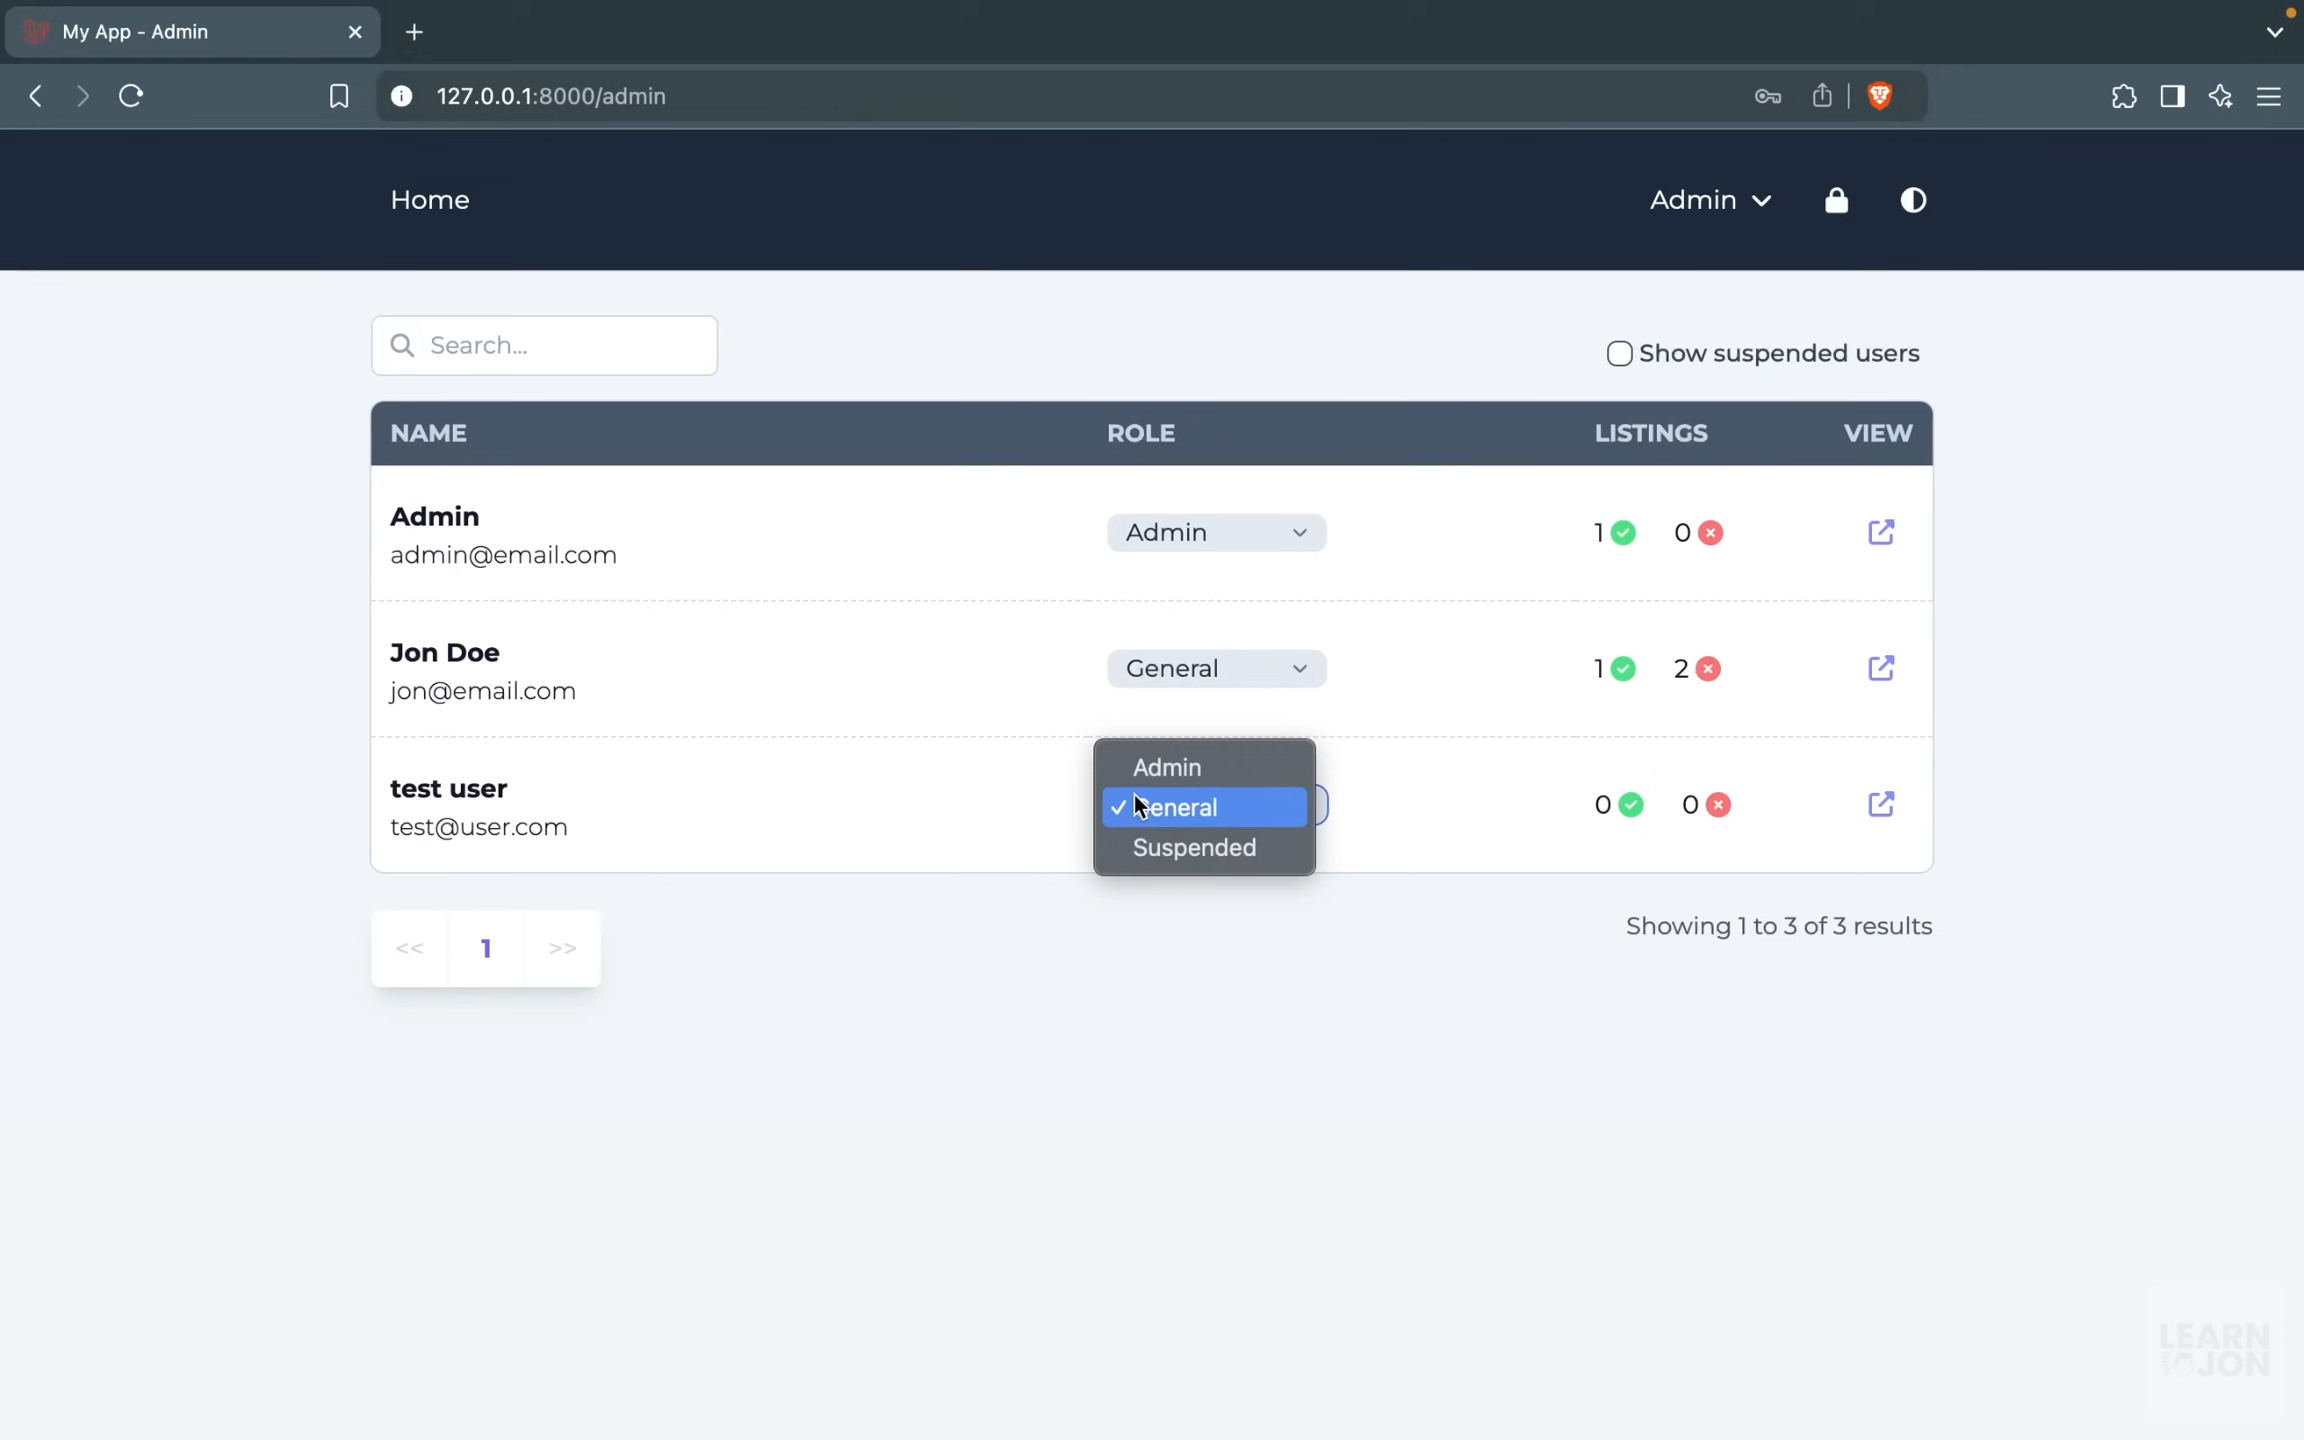 My App - Admin
127.0.0.1:8000/admin
Home
Admin
Search...
Show suspended users
NAME ROLE LISTINGS VIEW
Admin
admin@email.com
Admin
1 0
Jon Doe
jon@email.com
General
1 2
test user
test@user.com
Admin
General
Suspended
0 0
<< 1 >>
Showing 1 to 3 of 3 results
LEARN
JON